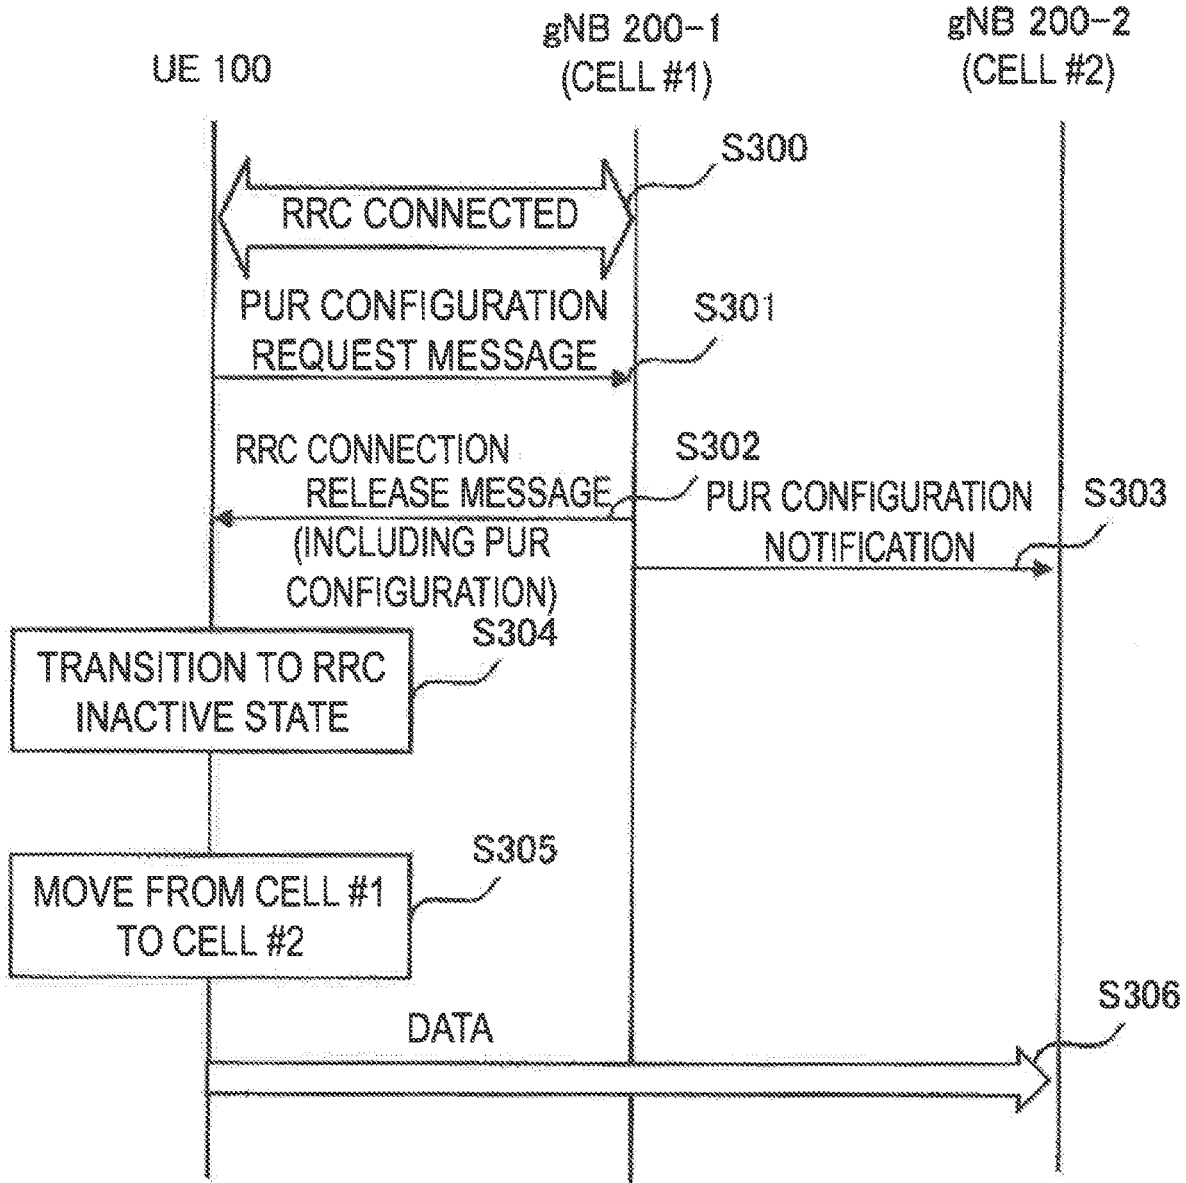 UE 100
gNB 200-1
(CELL #1)
gNB 200-2
(CELL #2)
S300
RRC CONNECTED
PUR CONFIGURATION
REQUEST MESSAGE
S301
RRC CONNECTION
RELEASE MESSAGE
(INCLUDING PUR
CONFIGURATION)
S302
PUR CONFIGURATION
NOTIFICATION
S303
TRANSITION TO RRC
INACTIVE STATE
S304
MOVE FROM CELL #1
TO CELL #2
S305
DATA
S306